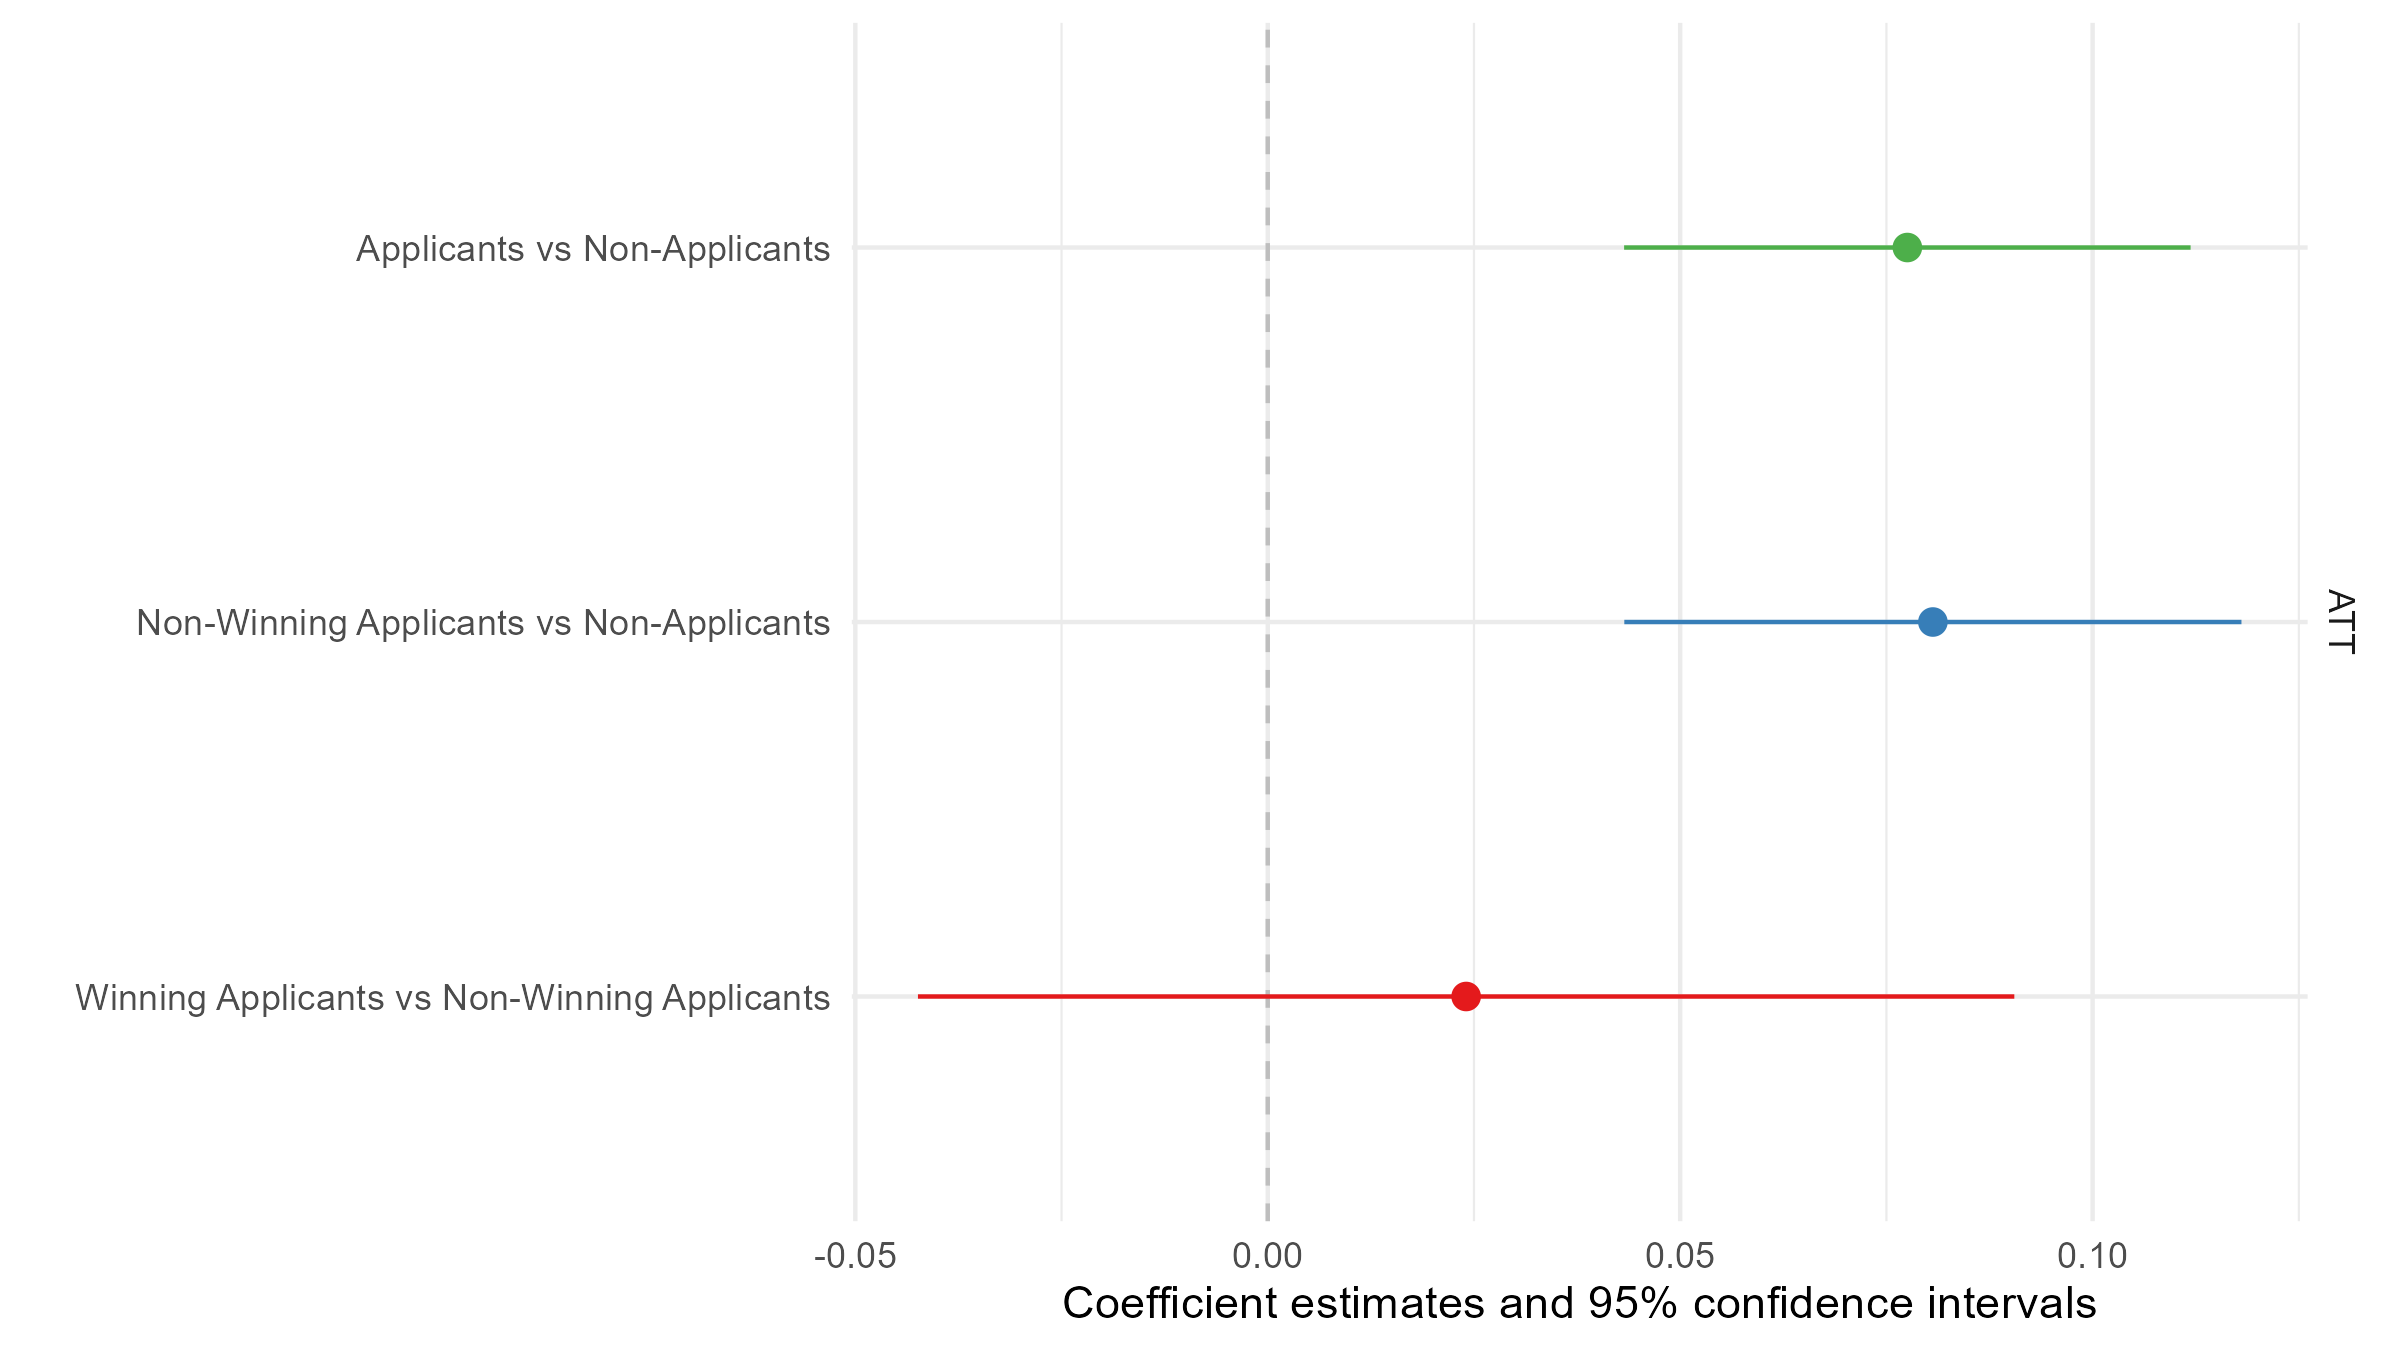 Applicants vs Non-Applicants
Non-Winning Applicants vs Non-Applicants
ATT
Winning Applicants vs Non-Winning Applicants
-0.05 0.00 0.05 0.10
Coefficient estimates and 95% confidence intervals